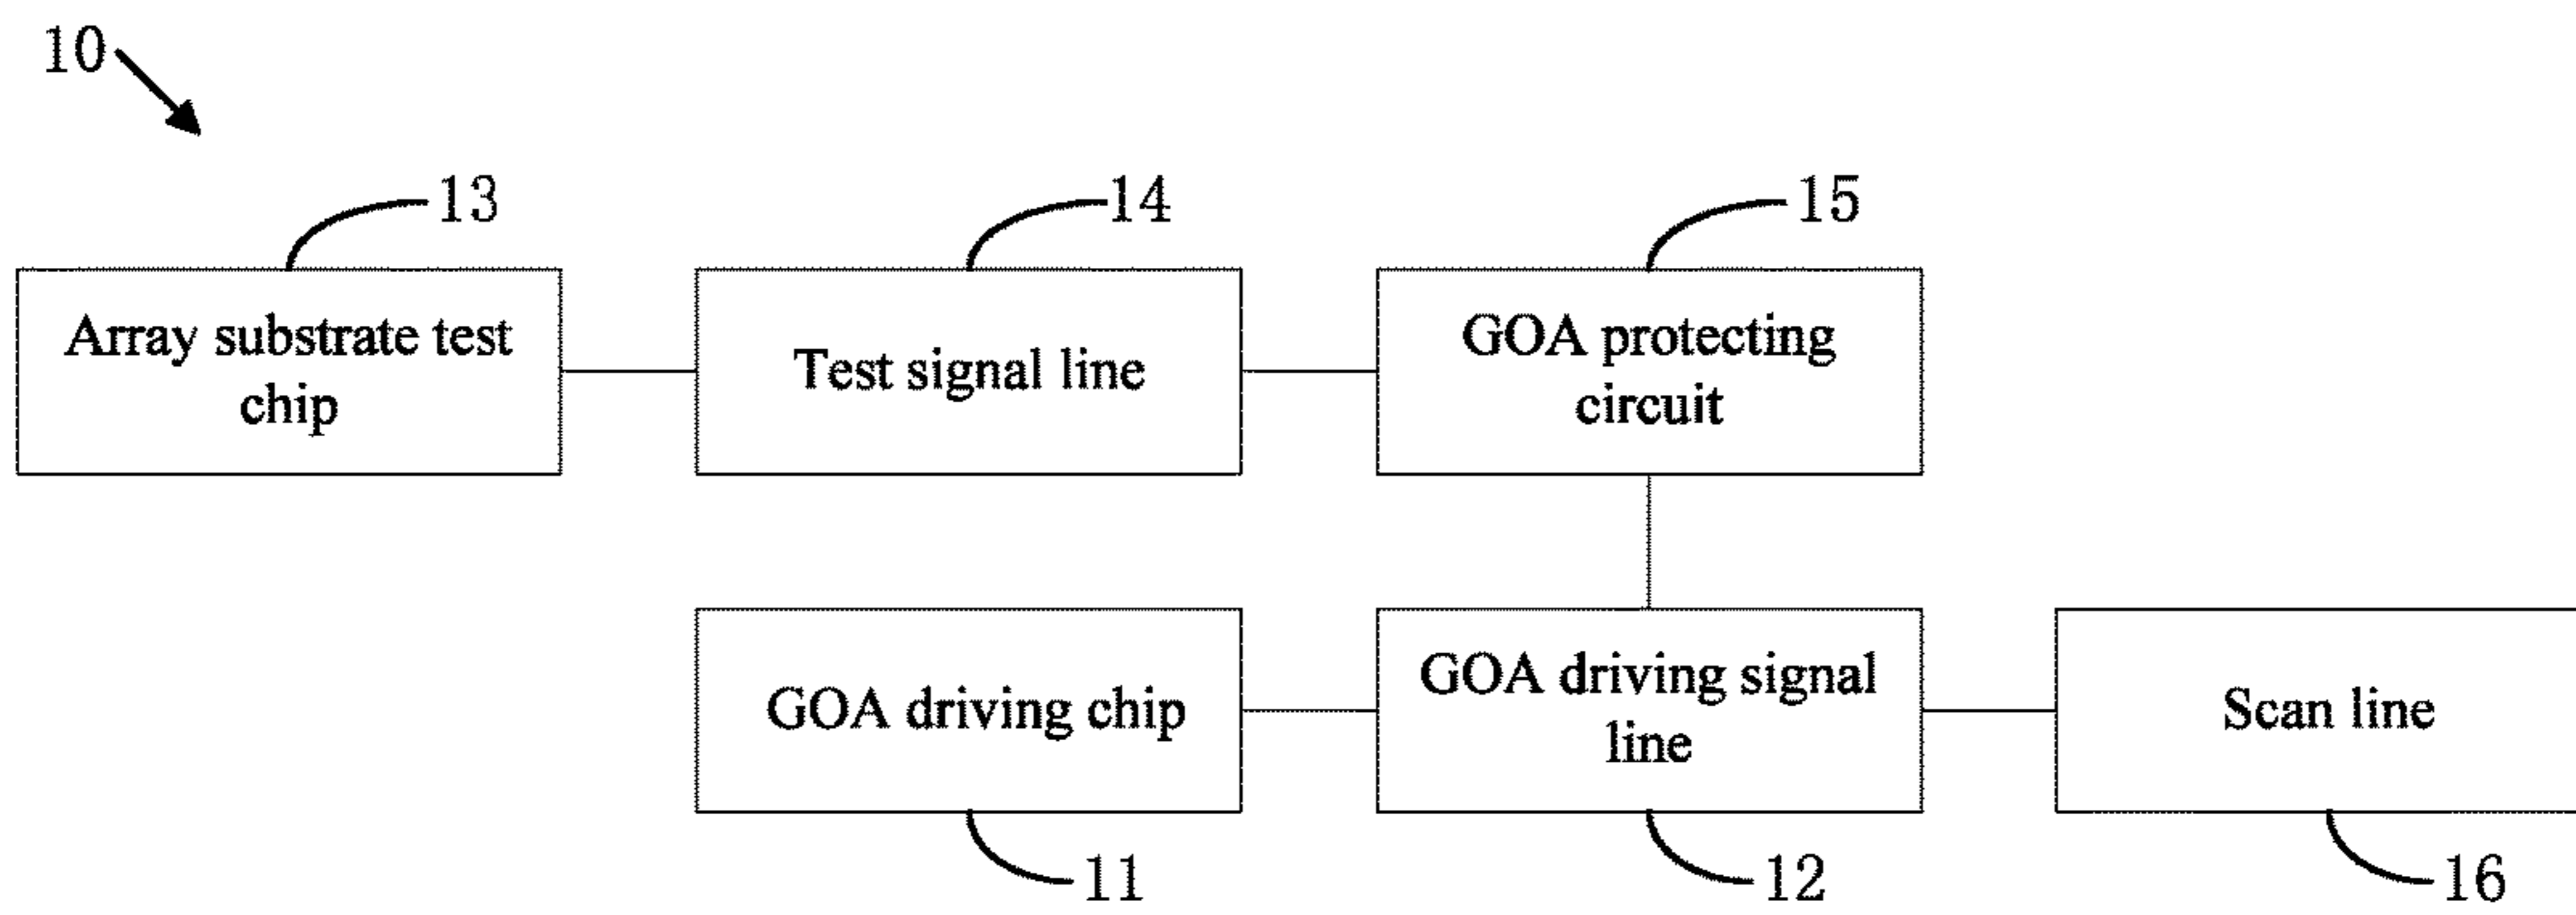 10
13
14
15
Array substrate test
chip
Test signal line
GOA protecting
circuit
GOA driving chip
GOA driving signal
line
Scan line
11
12
16